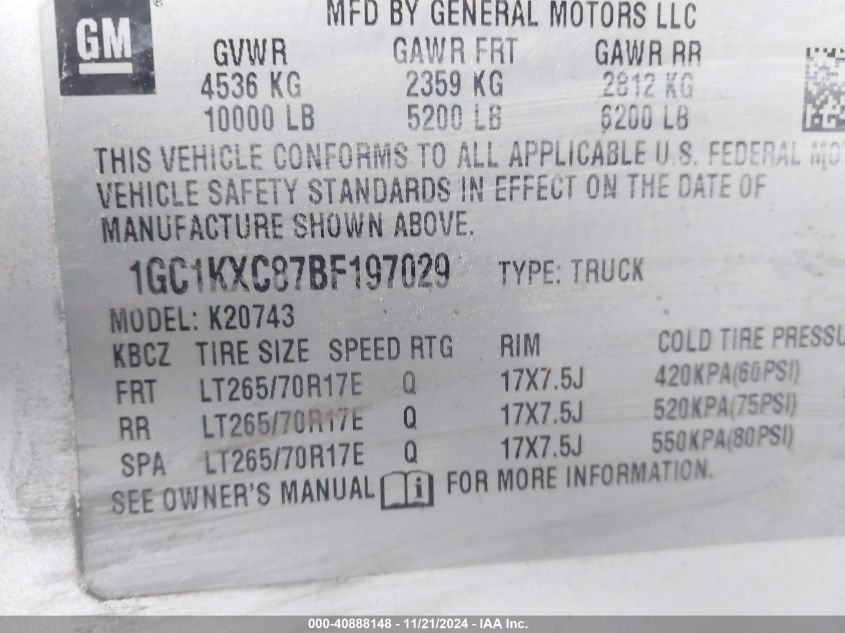 MFD BY GENERAL MOTORS LLC
GM
GVWR GAWR FRT GAWR RR
4536 KG 2359 KG 2812 KG
10000 LB 5200 LB 6200 LB
THIS VEHICLE CONFORMS TO ALL APPLICABLE U.S. FEDERAL MOT
VEHICLE SAFETY STANDARDS IN EFFECT ON THE DATE OF
MANUFACTURE SHOWN ABOVE.
1GC1KXC87BF197029 TYPE: TRUCK
MODEL: K20743
KBCZ TIRE SIZE SPEED RTG RIM COLD TIRE PRESSU
FRT LT265/70R17E Q 17X7.5J 420KPA(60PSI)
RR LT265/70R17E Q 17X7.5J 520KPA(75PSI)
SPA LT265/70R17E Q 17X7.5J 550KPA(80PSI)
SEE OWNER'S MANUAL i FOR MORE INFORMATION.
000-40888148 - 11/21/2024 - IAA Inc.